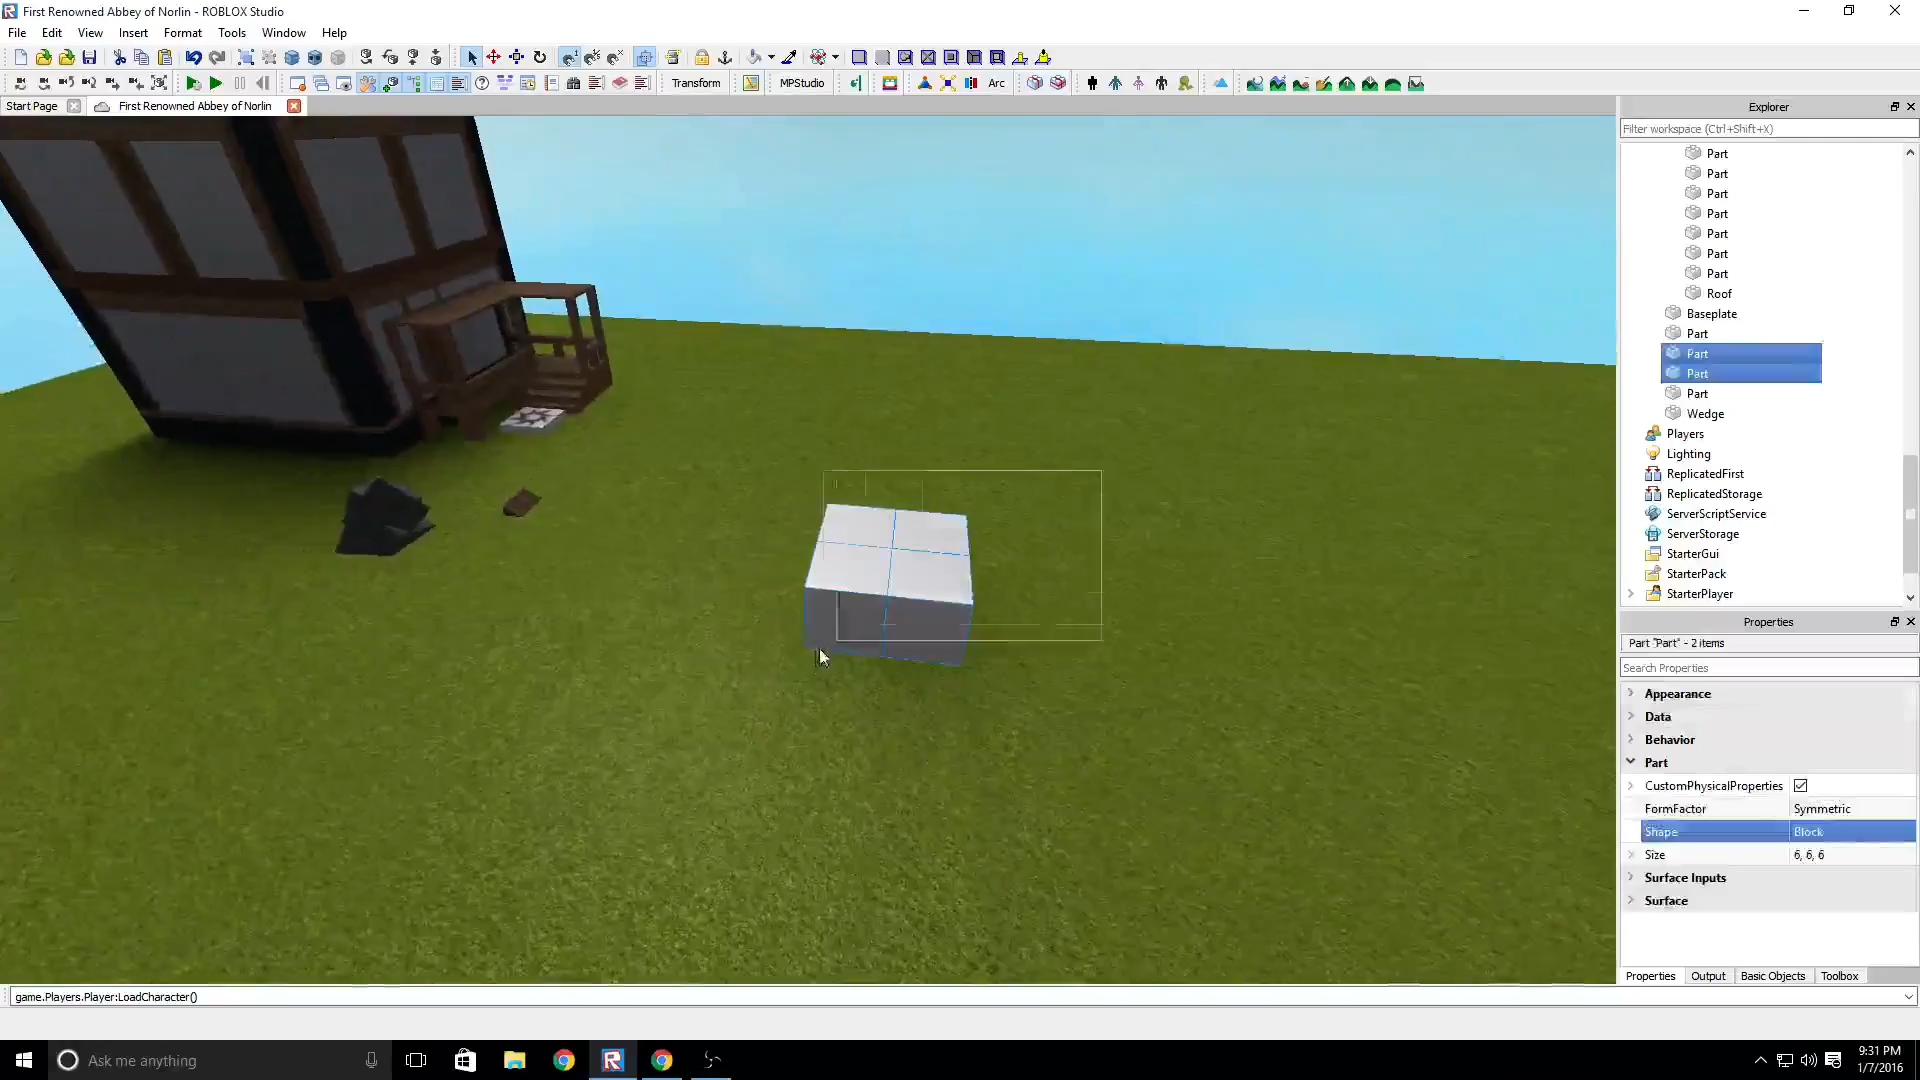 First Renowned Abbey of Norlin - ROBLOX Studio
File Edit View Insert Format Tools Window Help
Transform MPStudio Arc
Start Page First Renowned Abbey of Norlin
Explorer
Filter workspace (Ctrl+Shift+X)
Part
Part
Part
Part
Part
Part
Part
Roof
Baseplate
Part
Part
Part
Part
Wedge
Players
Lighting
ReplicatedFirst
ReplicatedStorage
ServerScriptService
ServerStorage
StarterGui
StarterPack
StarterPlayer
Properties
Part "Part" - 2 items
Search Properties
Appearance
Data
Behavior
Part
CustomPhysicalProperties
FormFactor Symmetric
Shape Block
Size 6, 6, 6
Surface Inputs
Surface
Properties Output Basic Objects Toolbox
game.Players.Player:LoadCharacter()
Ask me anything
9:31 PM
1/7/2016